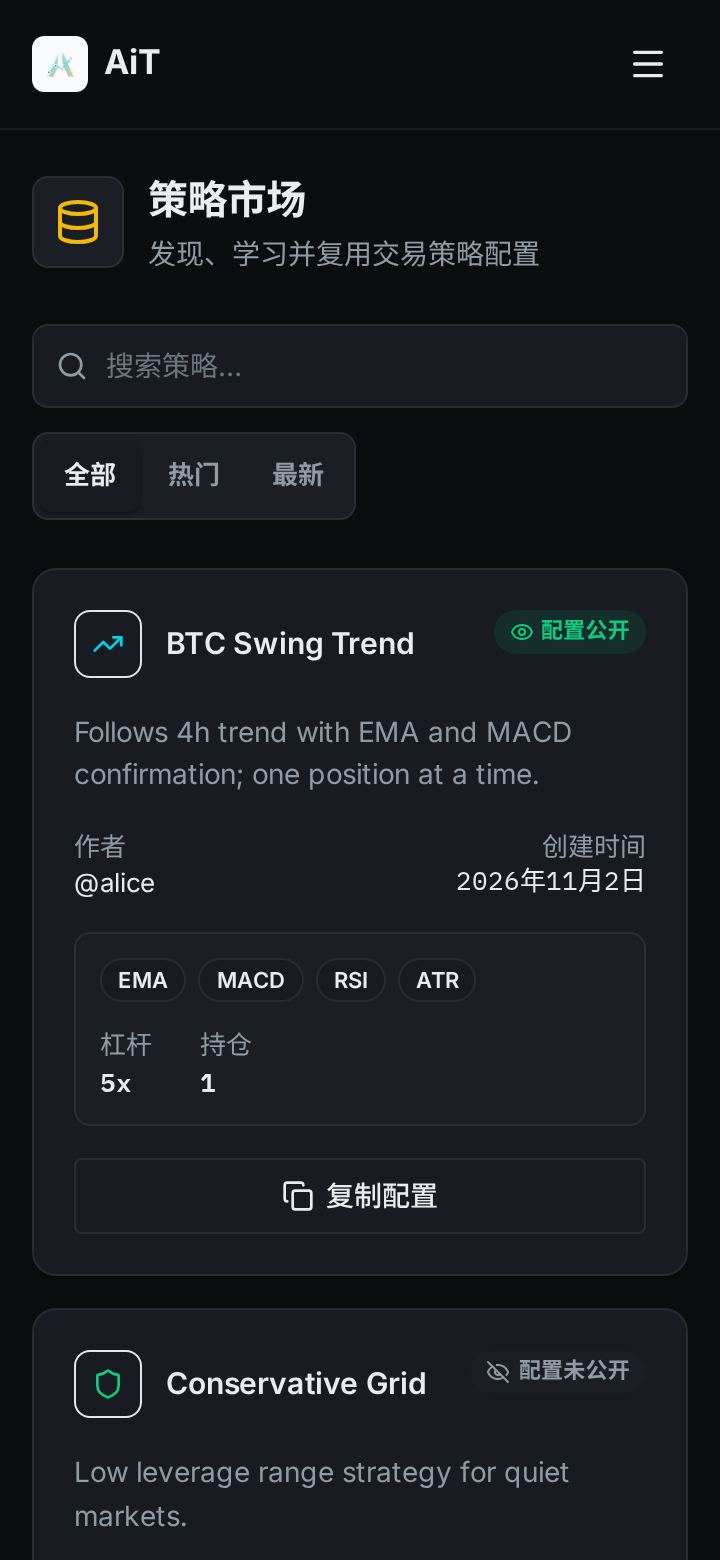 AiT
策略市场
发现、学习并复用交易策略配置
搜索策略...
全部 热门 最新
BTC Swing Trend
配置公开
Follows 4h trend with EMA and MACD
confirmation; one position at a time.
作者 创建时间
@alice 2026年11月2日
EMA MACD RSI ATR
杠杆 持仓
5x 1
复制配置
Conservative Grid
配置未公开
Low leverage range strategy for quiet
markets.